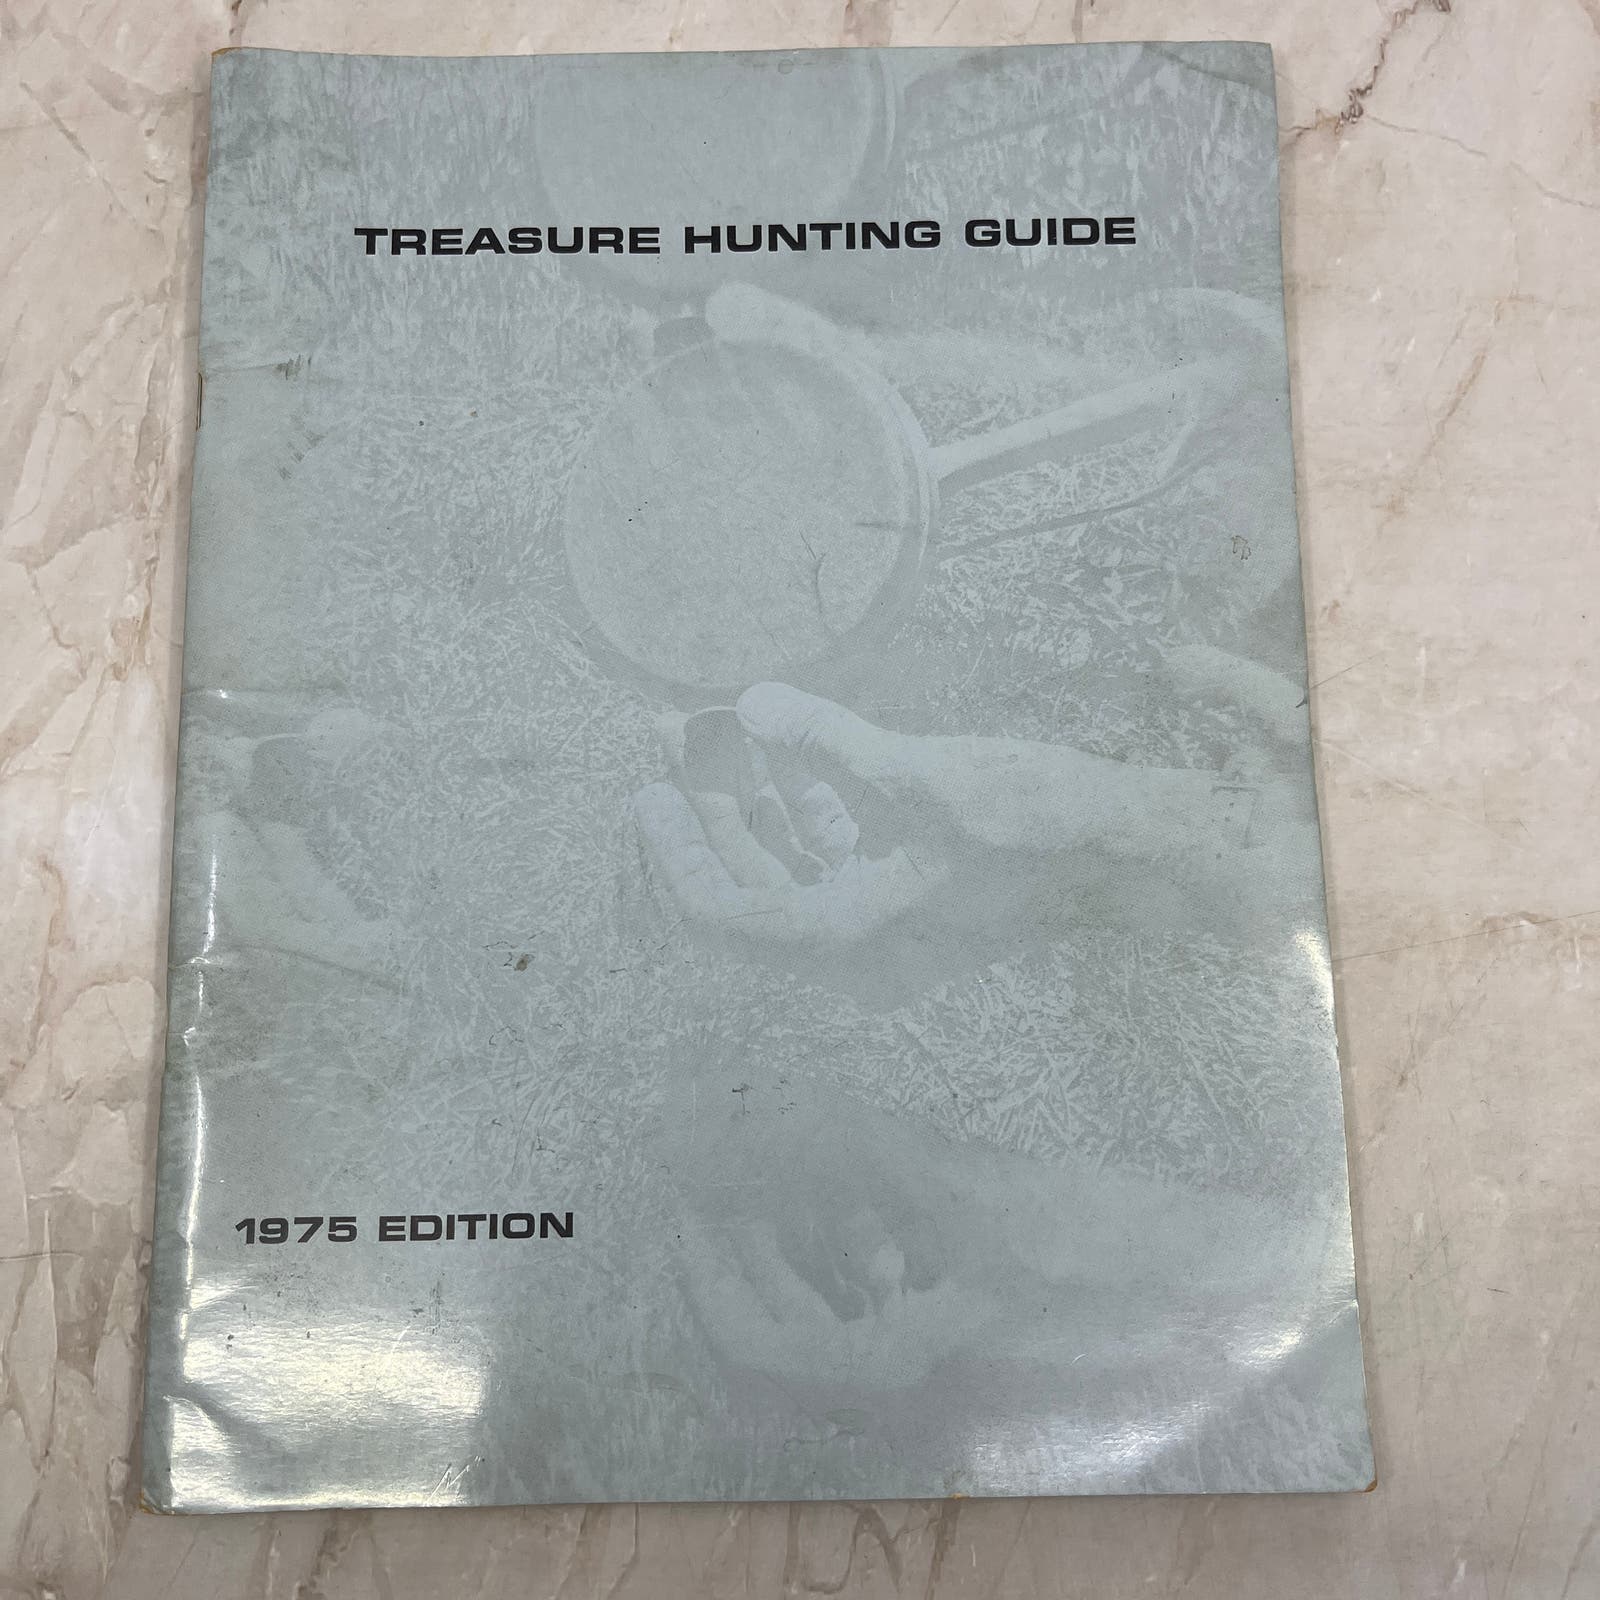 TREASURE HUNTING GUIDE
1975 EDITION